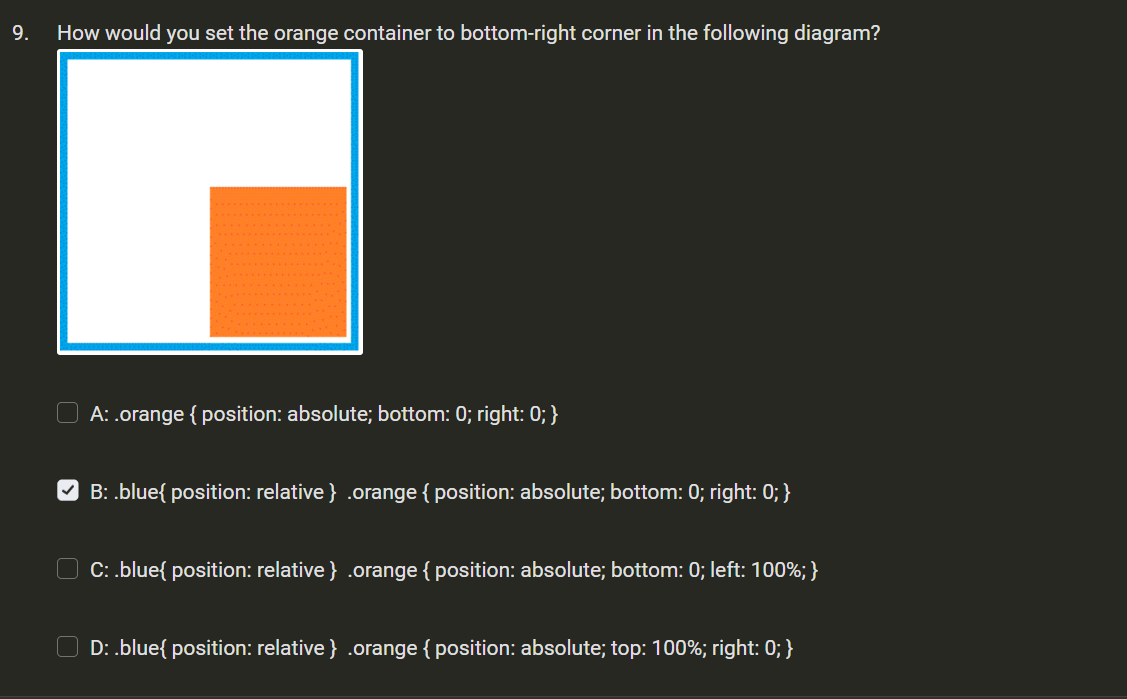 9. How would you set the orange container to bottom-right corner in the following diagram?
A: .orange { position: absolute; bottom: 0; right: 0; }
B: .blue{ position: relative } .orange { position: absolute; bottom: 0; right: 0; }
C: .blue{ position: relative } .orange { position: absolute; bottom: 0; left: 100%; }
D: .blue{ position: relative } .orange { position: absolute; top: 100%; right: 0; }